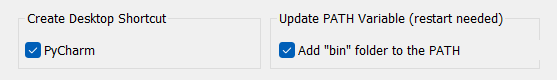 Create Desktop Shortcut
PyCharm
Update PATH Variable (restart needed)
Add "bin" folder to the PATH